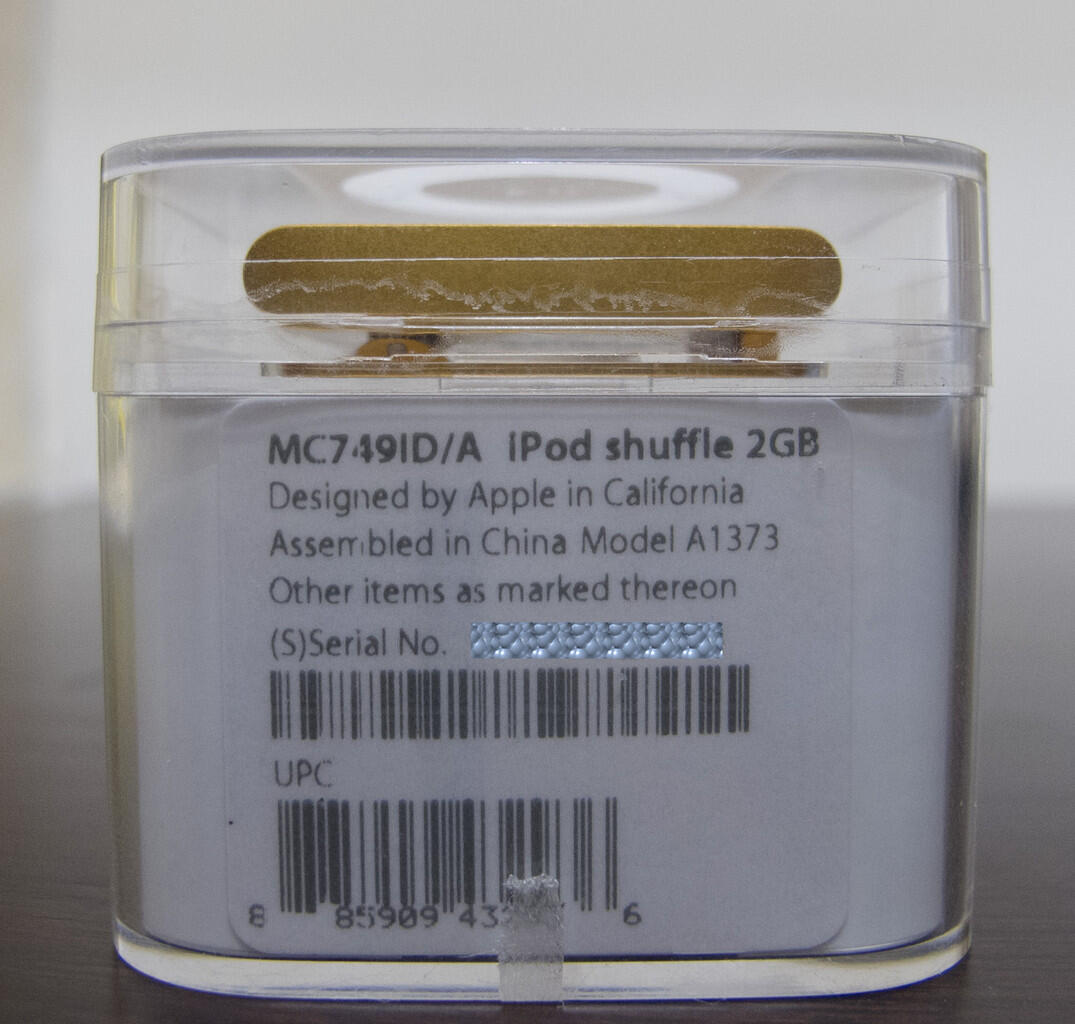 MC749ID/A iPod shuffle 2GB
Designed by Apple in California
Assembled in China Model A1373
Other items as marked thereon
(S)Serial No.
UPC
8 85909 6